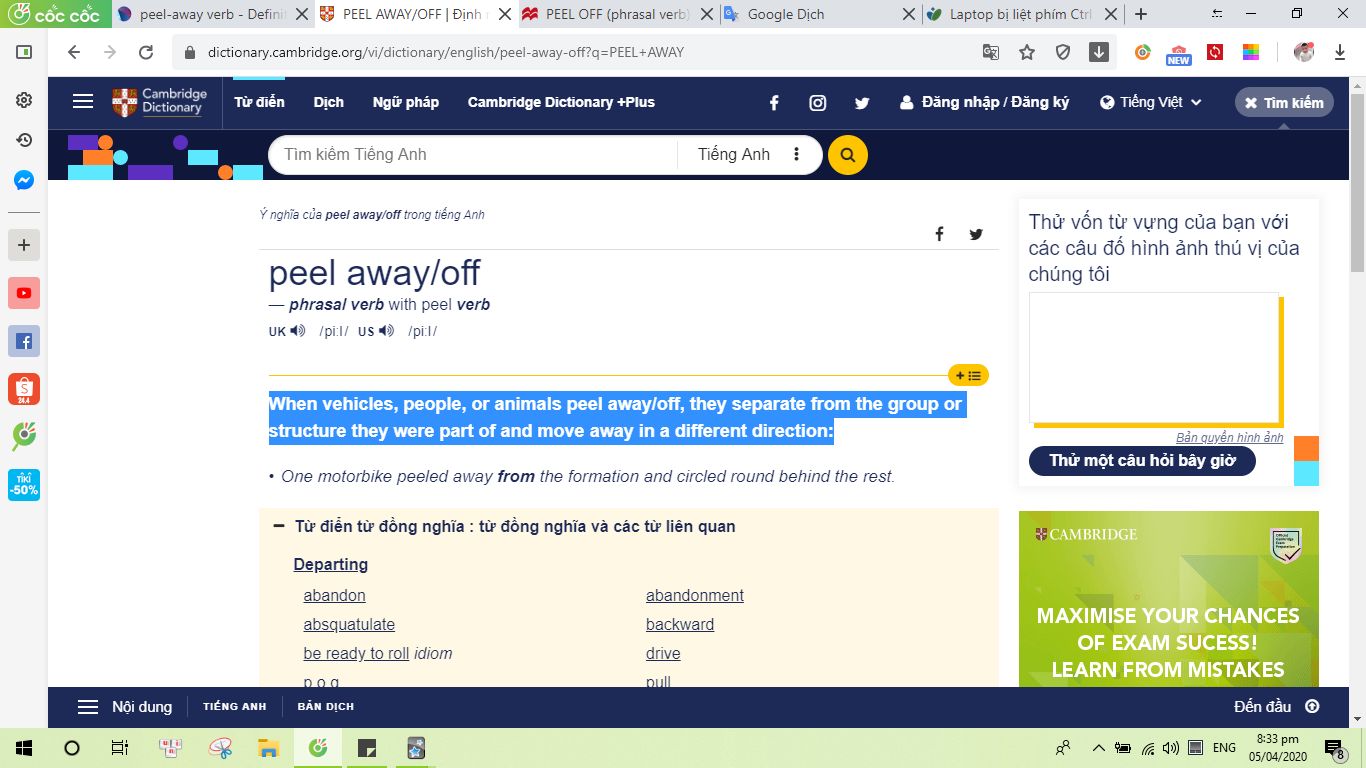 cốc cốc
peel-away verb - Definit
PEEL AWAY/OFF | Định n
PEEL OFF (phrasal verb)
Google Dịch
Laptop bị liệt phím Ctrl
dictionary.cambridge.org/vi/dictionary/english/peel-away-off?q=PEEL+AWAY
NEW
Cambridge
Dictionary
Từ điển
Dịch
Ngữ pháp
Cambridge Dictionary +Plus
Đăng nhập / Đăng ký
Tiếng Việt
Tìm kiếm
Tìm kiếm Tiếng Anh
Tiếng Anh
Ý nghĩa của peel away/off trong tiếng Anh
peel away/off
— phrasal verb with peel verb
UK /piːl/ US /piːl/
When vehicles, people, or animals peel away/off, they separate from the group or
structure they were part of and move away in a different direction:
• One motorbike peeled away from the formation and circled round behind the rest.
Từ điển từ đồng nghĩa : từ đồng nghĩa và các từ liên quan
Departing
abandon
abandonment
absquatulate
backward
be ready to roll idiom
drive
p.o.q
pull
Thử vốn từ vựng của bạn với
các câu đố hình ảnh thú vị của
chúng tôi
Bản quyền hình ảnh
Thử một câu hỏi bây giờ
CAMBRIDGE
MAXIMISE YOUR CHANCES
OF EXAM SUCESS!
LEARN FROM MISTAKES
24.4
TIKI
-50%
Nội dung
TIẾNG ANH
BẢN DỊCH
Đến đầu
ENG
8:33 pm
05/04/2020
8